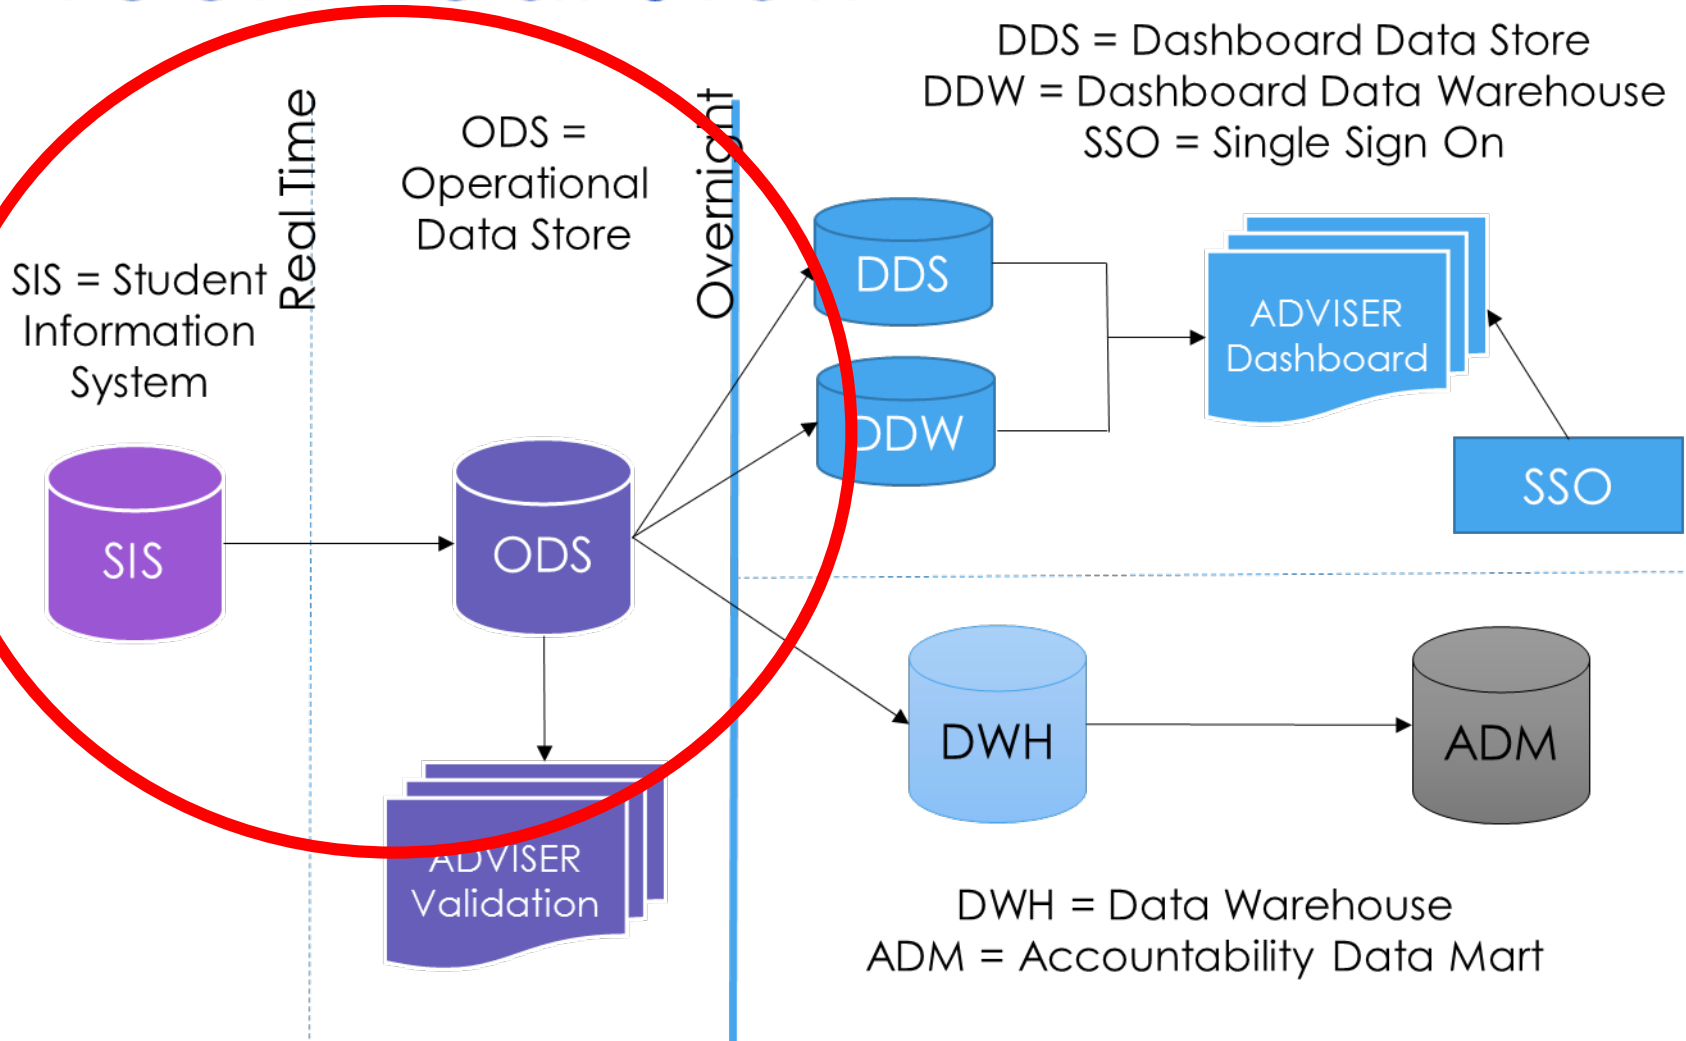 DDS = Dashboard Data Store
DDW = Dashboard Data Warehouse
SSO = Single Sign On
Real Time
ODS =
Operational
Data Store
Overnight
SIS = Student
Information
System
DDS
DDW
ADVISER
Dashboard
SSO
SIS
ODS
ADVISER
Validation
DWH
ADM
DWH = Data Warehouse
ADM = Accountability Data Mart